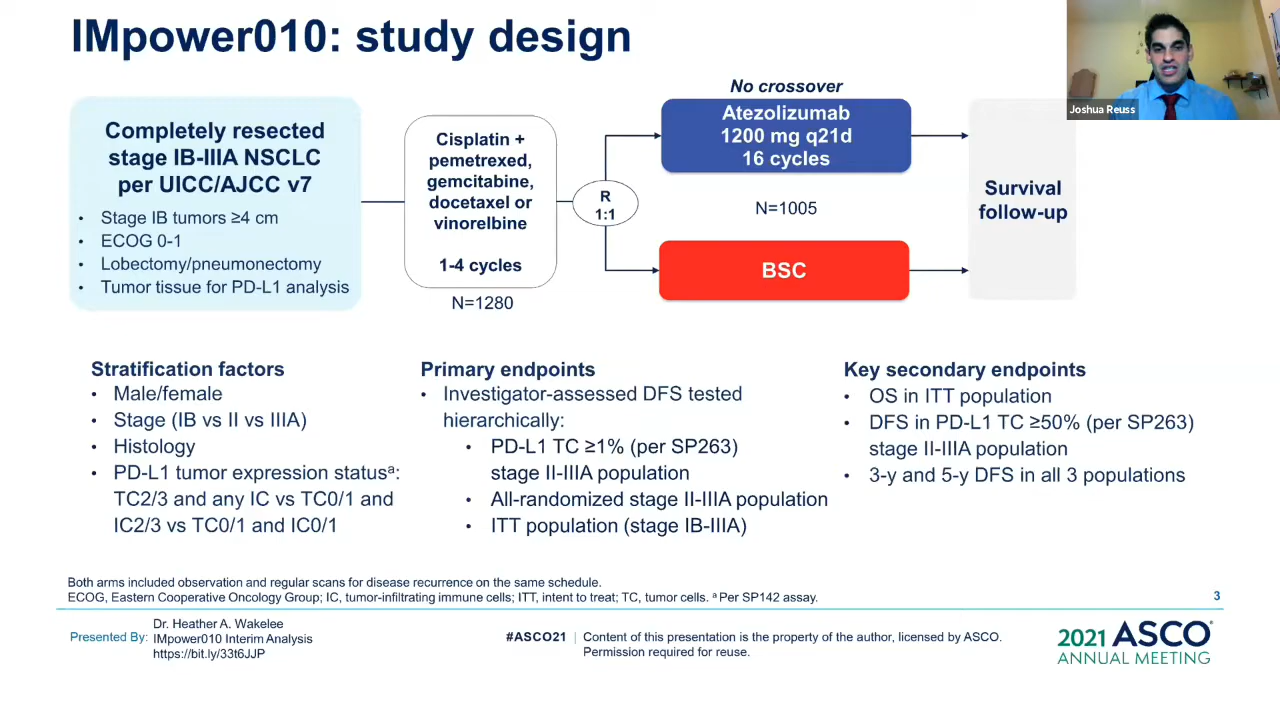 IMpower010: study design
Joshua Reuss
Completely resected
stage IB-IIIA NSCLC
per UICC/AJCC v7
• Stage IB tumors ≥4 cm
• ECOG 0-1
• Lobectomy/pneumonectomy
• Tumor tissue for PD-L1 analysis
Cisplatin +
pemetrexed,
gemcitabine,
docetaxel or
vinorelbine
1-4 cycles
N=1280
R
1:1
No crossover
Atezolizumab
1200 mg q21d
16 cycles
N=1005
BSC
Survival
follow-up
Stratification factors
• Male/female
• Stage (IB vs II vs IIIA)
• Histology
• PD-L1 tumor expression statusᵃ:
TC2/3 and any IC vs TC0/1 and
IC2/3 vs TC0/1 and IC0/1
Primary endpoints
• Investigator-assessed DFS tested
hierarchically:
• PD-L1 TC ≥1% (per SP263)
stage II-IIIA population
• All-randomized stage II-IIIA population
• ITT population (stage IB-IIIA)
Key secondary endpoints
• OS in ITT population
• DFS in PD-L1 TC ≥50% (per SP263)
stage II-IIIA population
• 3-y and 5-y DFS in all 3 populations
Both arms included observation and regular scans for disease recurrence on the same schedule.
ECOG, Eastern Cooperative Oncology Group; IC, tumor-infiltrating immune cells; ITT, intent to treat; TC, tumor cells. ᵃ Per SP142 assay.
3
Presented By:
Dr. Heather A. Wakelee
IMpower010 Interim Analysis
https://bit.ly/33t6JJP
#ASCO21 | Content of this presentation is the property of the author, licensed by ASCO.
Permission required for reuse.
2021 ASCO®
ANNUAL MEETING